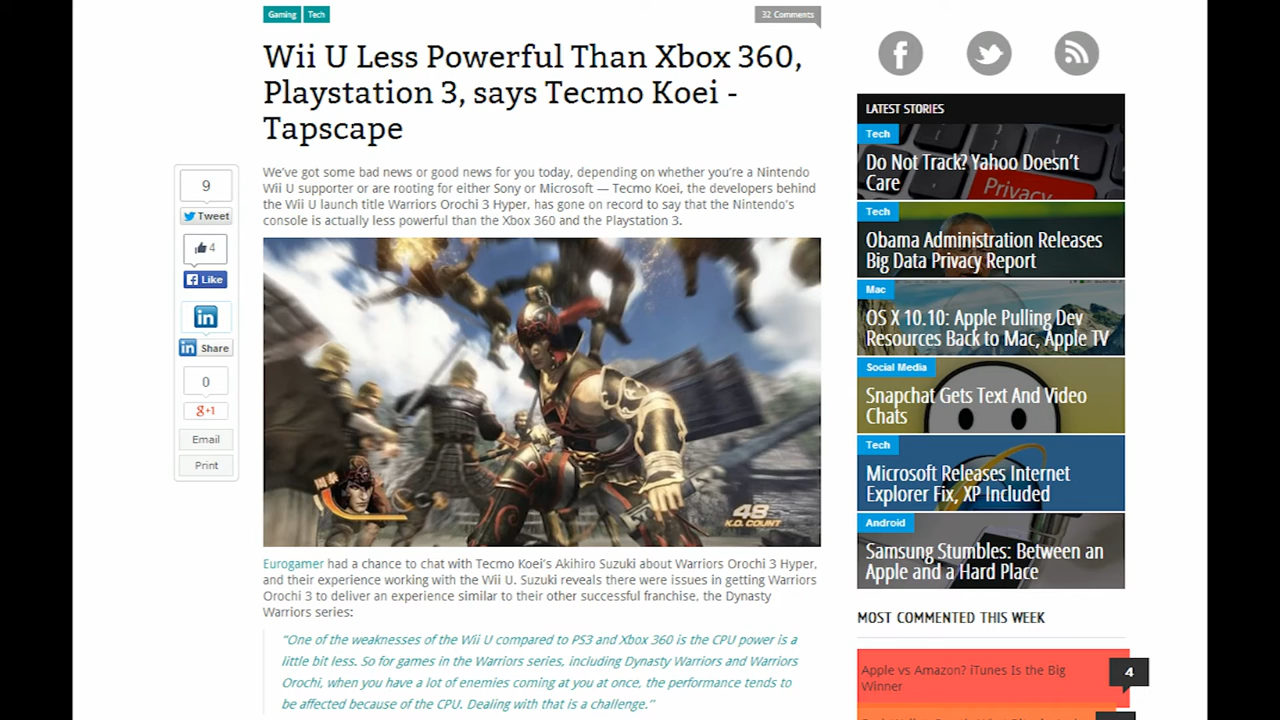 Gaming Tech
32 Comments
Wii U Less Powerful Than Xbox 360,
Playstation 3, says Tecmo Koei -
Tapscape
9
Tweet
4
Like
in
in Share
0
g+1
Email
Print
We've got some bad news or good news for you today, depending on whether you're a Nintendo
Wii U supporter or are rooting for either Sony or Microsoft — Tecmo Koei, the developers behind
the Wii U launch title Warriors Orochi 3 Hyper, has gone on record to say that the Nintendo's
console is actually less powerful than the Xbox 360 and the Playstation 3.
48
K.O. COUNT
Eurogamer had a chance to chat with Tecmo Koei's Akihiro Suzuki about Warriors Orochi 3 Hyper,
and their experience working with the Wii U. Suzuki reveals there were issues in getting Warriors
Orochi 3 to deliver an experience similar to their other successful franchise, the Dynasty
Warriors series:
"One of the weaknesses of the Wii U compared to PS3 and Xbox 360 is the CPU power is a
little bit less. So for games in the Warriors series, including Dynasty Warriors and Warriors
Orochi, when you have a lot of enemies coming at you at once, the performance tends to
be affected because of the CPU. Dealing with that is a challenge."
LATEST STORIES
Tech
Do Not Track? Yahoo Doesn't
Care
Privacy
Tech
Obama Administration Releases
Big Data Privacy Report
Mac
OS X 10.10: Apple Pulling Dev
Resources Back to Mac, Apple TV
Social Media
Snapchat Gets Text And Video
Chats
Tech
Microsoft Releases Internet
Explorer Fix, XP Included
Android
Samsung Stumbles: Between an
Apple and a Hard Place
MOST COMMENTED THIS WEEK
Apple vs Amazon? iTunes Is the Big
Winner
4